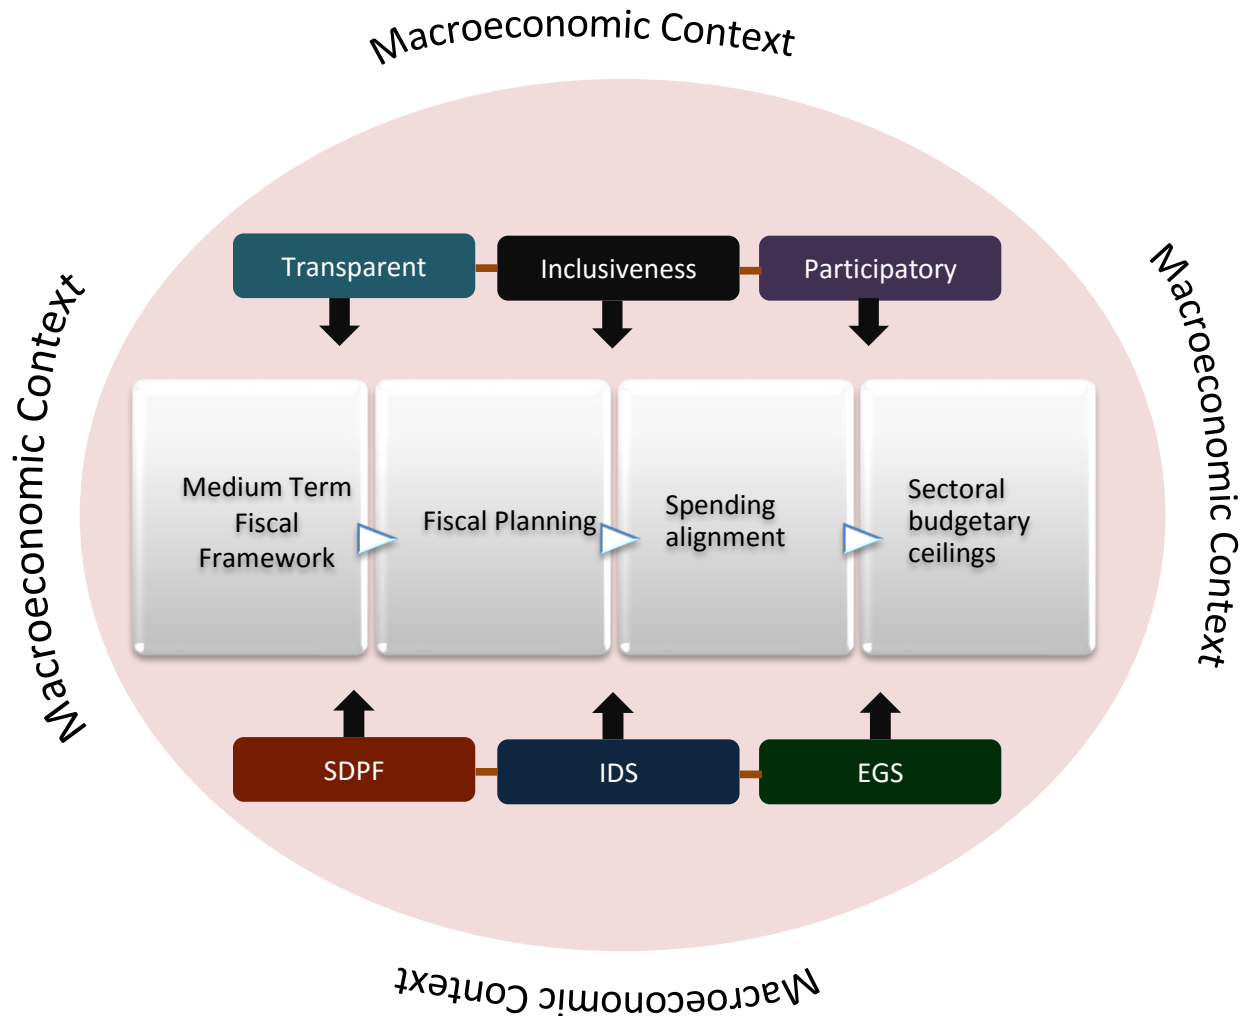 Macroeconomic Context
Macroeconomic Context
Macroeconomic Context
Transparent
Inclusiveness
Participatory
Medium Term
Fiscal
Framework
Fiscal Planning
Spending
alignment
Sectoral
budgetary
ceilings
SDPF
IDS
EGS
Macroeconomic Context